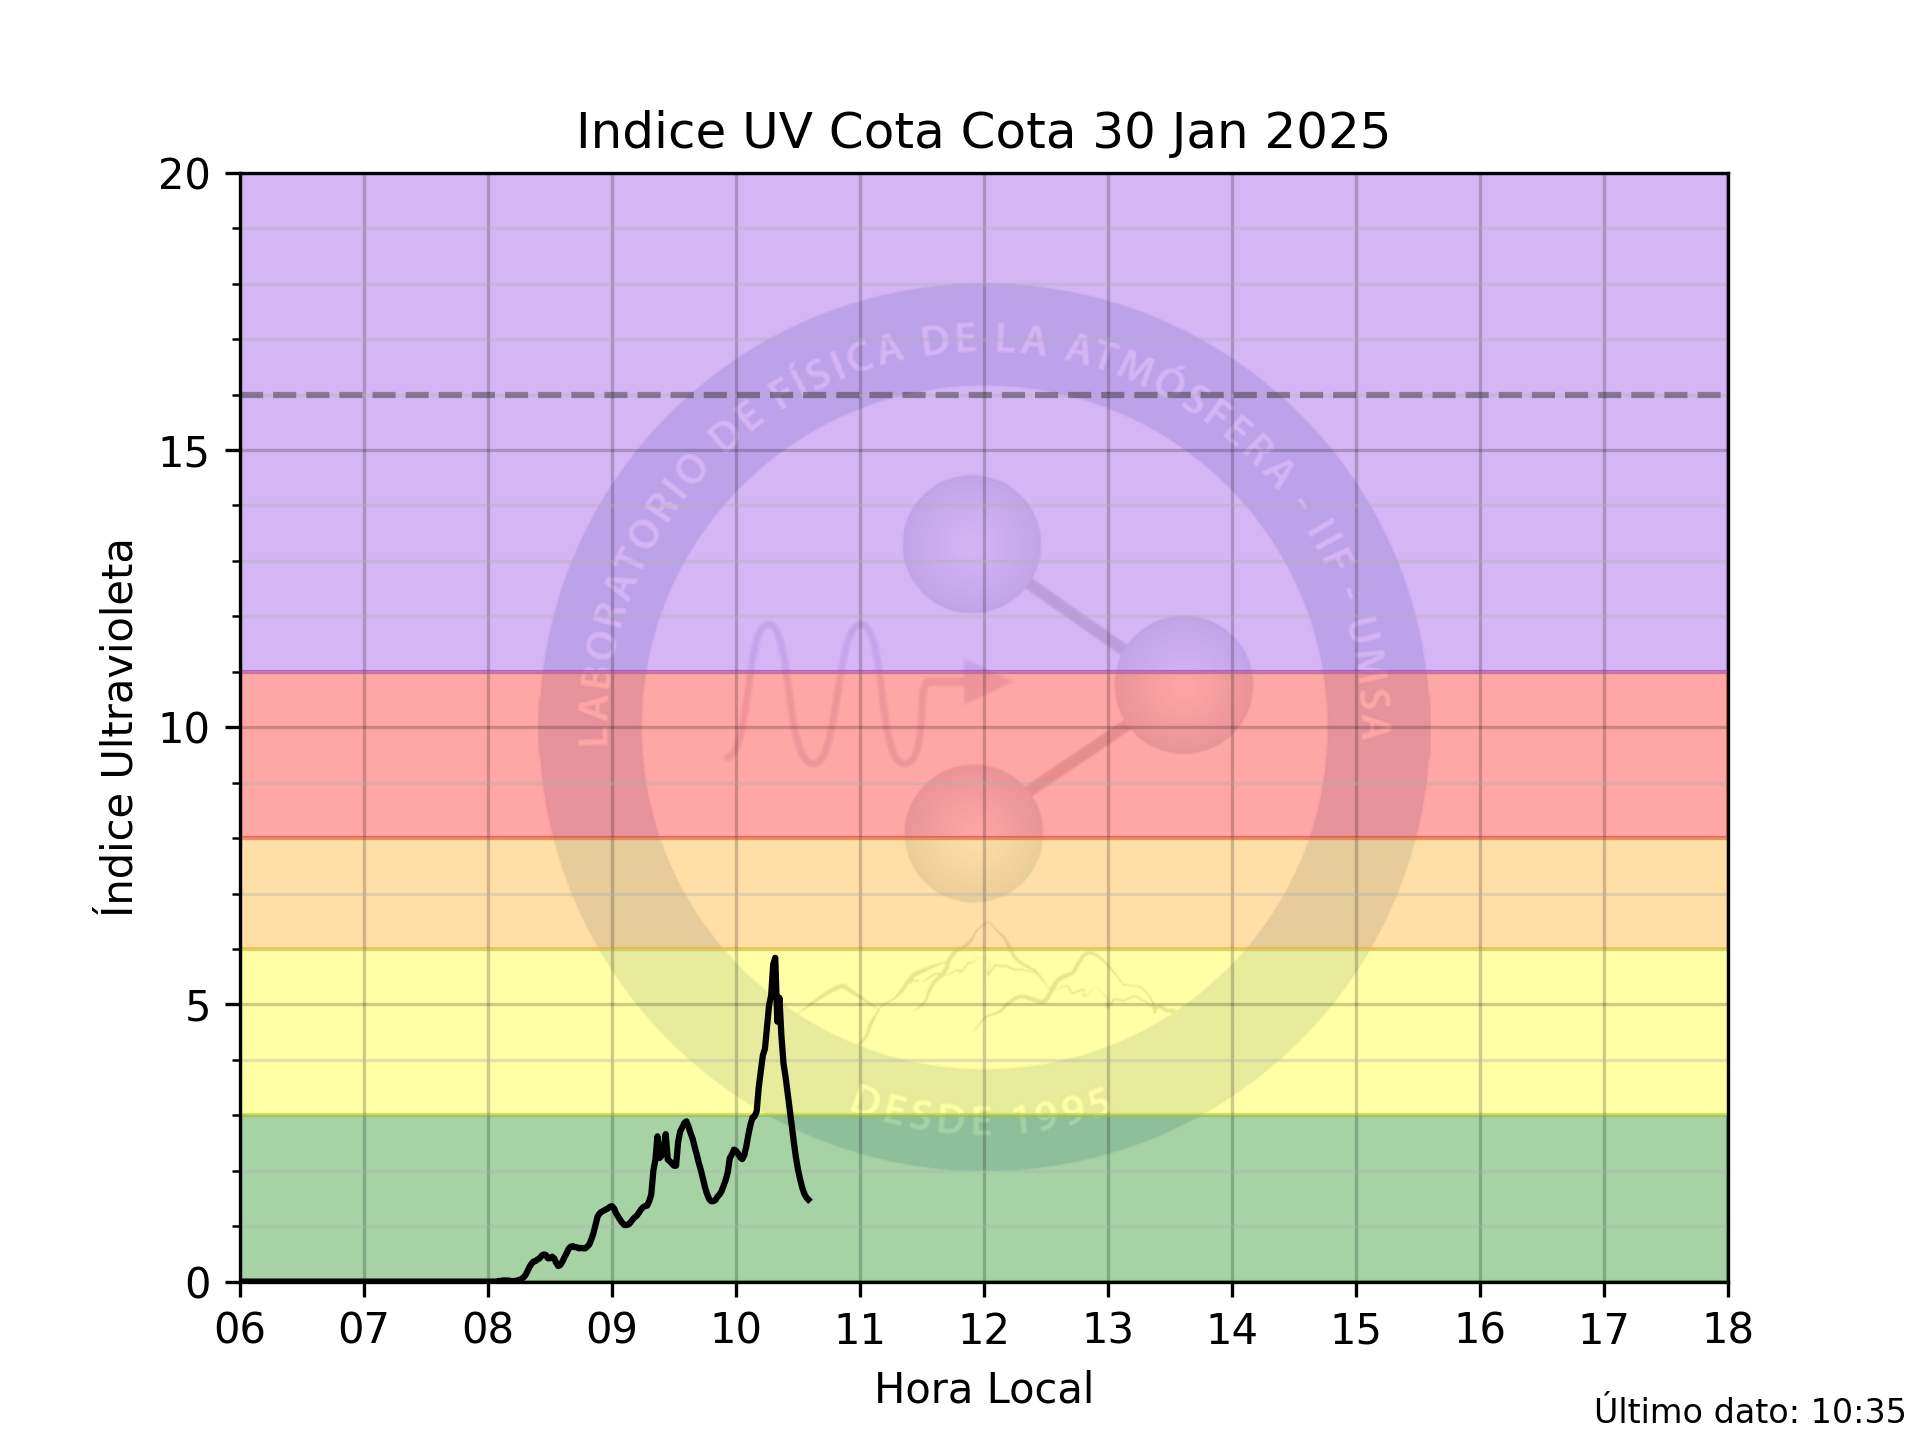 Indice UV Cota Cota 30 Jan 2025
20
15
10
5
0
Índice Ultravioleta
LABORATORIO DE FÍSICA DE LA ATMÓSFERA - IIF - UMSA
DESDE 1995
06 07 08 09 10 11 12 13 14 15 16 17 18
Hora Local
Último dato: 10:35